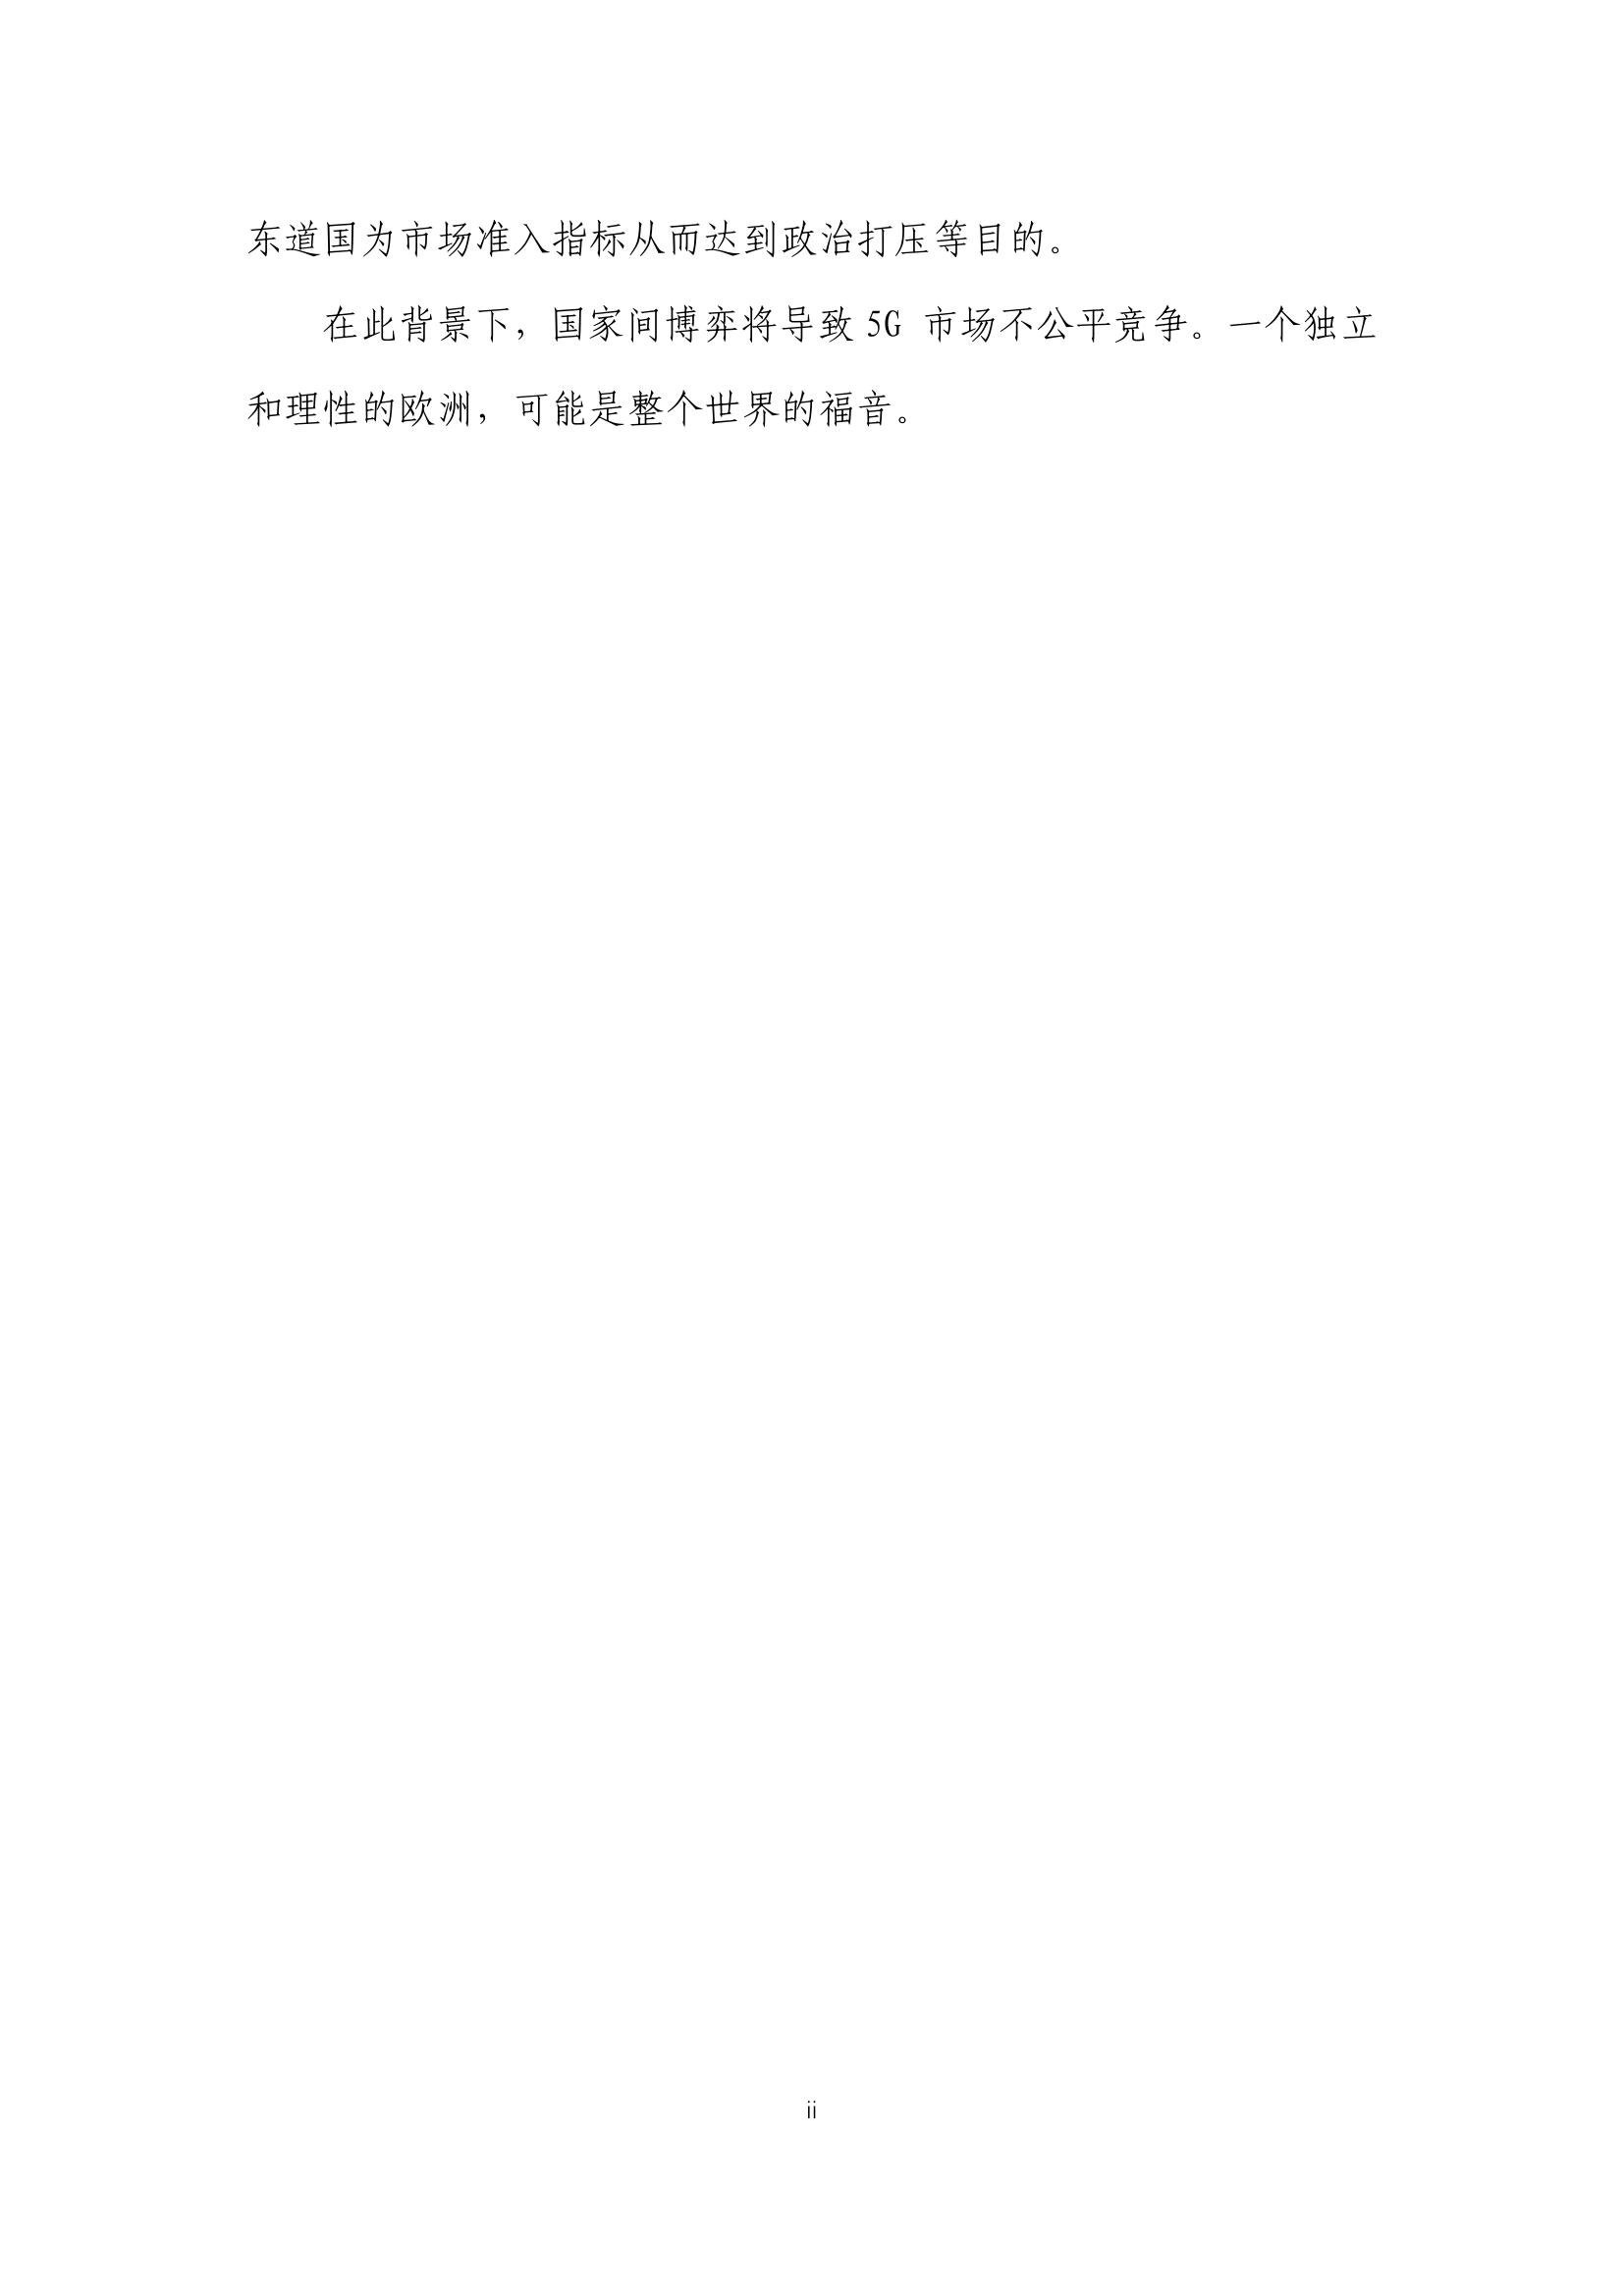 东道国为市场准入指标从而达到政治打压等目的。
在此背景下，国家间博弈将导致 5G 市场不公平竞争。一个独立
和理性的欧洲，可能是整个世界的福音。
ii